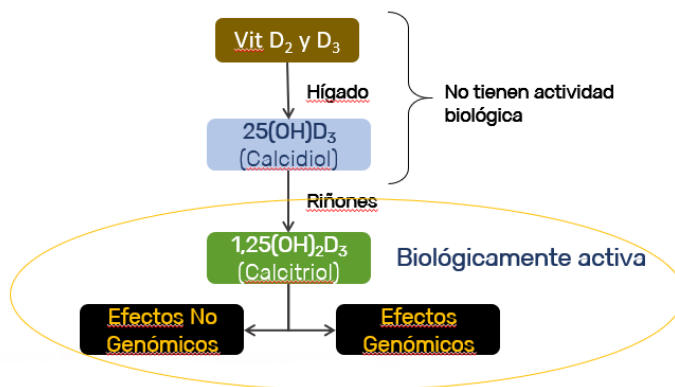 Vit D₂ y D₃
Hígado
No tienen actividad
biológica
25(OH)D₃
(Calcidiol)
Riñones
1,25(OH)₂D₃
(Calcitriol)
Biológicamente activa
Efectos No
Genómicos
Efectos
Genómicos